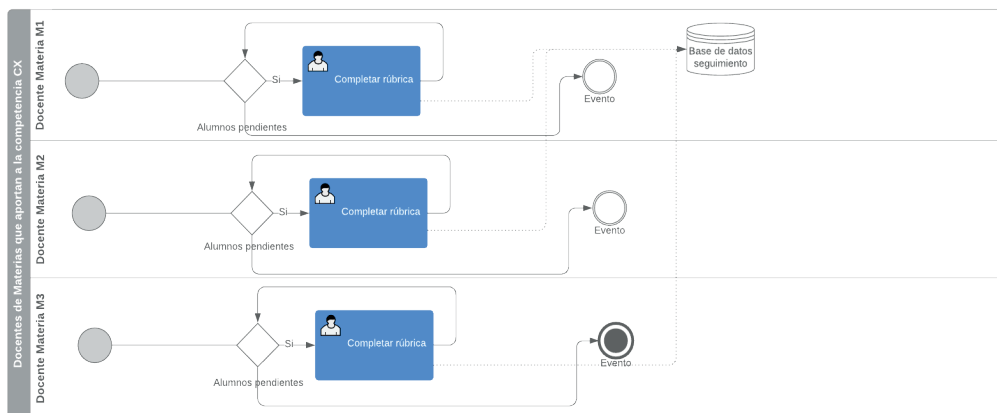 Docentes de Materias que aportan a la competencia CX
Docente Materia M1
Si
Completar rúbrica
Alumnos pendientes
Evento
Base de datos
seguimiento
Docente Materia M2
Si
Completar rúbrica
Alumnos pendientes
Evento
Docente Materia M3
Si
Completar rúbrica
Alumnos pendientes
Evento